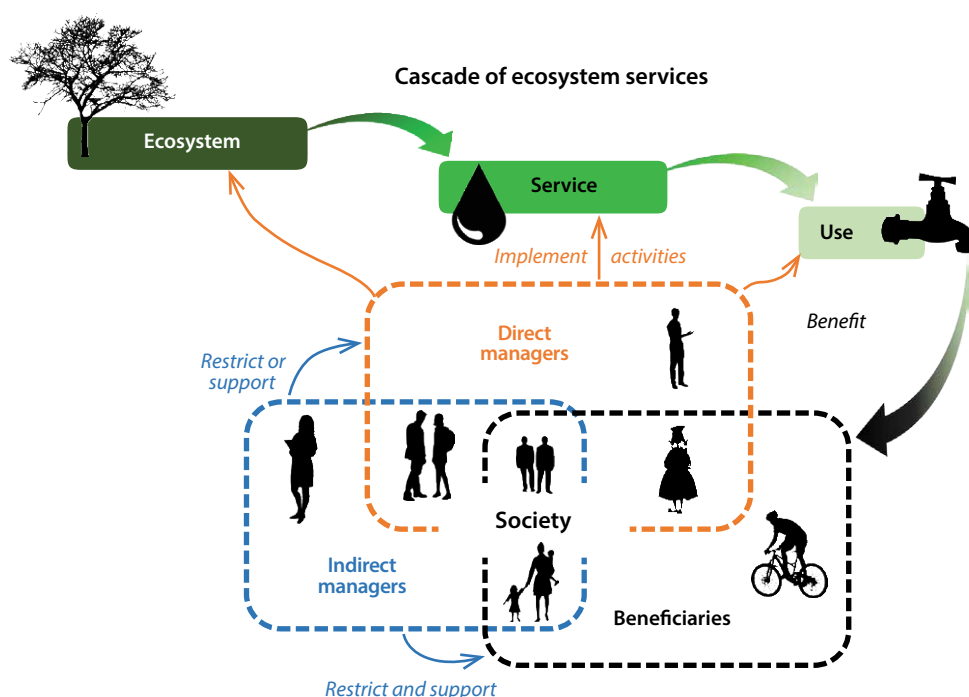 Cascade of ecosystem services
Ecosystem
Service
Use
Implement activities
Benefit
Direct
managers
Restrict or
support
Society
Indirect
managers
Beneficiaries
Restrict and support